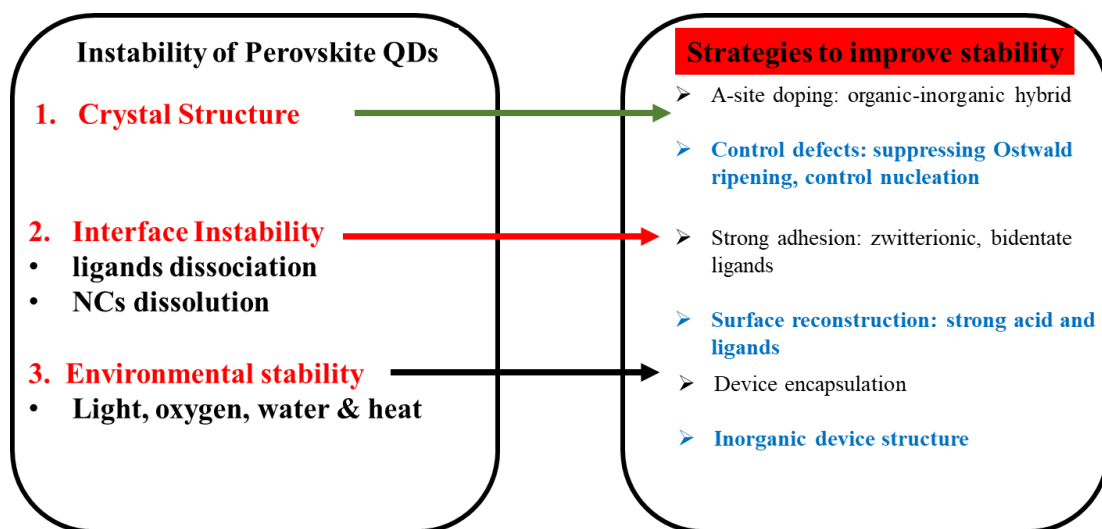 Instability of Perovskite QDs
1. Crystal Structure
2. Interface Instability
• ligands dissociation
• NCs dissolution
3. Environmental stability
• Light, oxygen, water & heat
Strategies to improve stability
➢ A-site doping: organic-inorganic hybrid
➢ Control defects: suppressing Ostwald
ripening, control nucleation
➢ Strong adhesion: zwitterionic, bidentate
ligands
➢ Surface reconstruction: strong acid and
ligands
➢ Device encapsulation
➢ Inorganic device structure